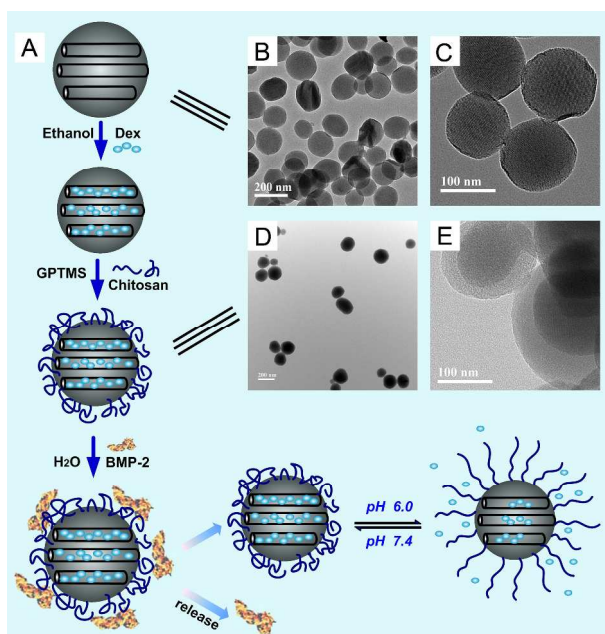 A
B
C
Ethanol Dex
200 nm
100 nm
D
E
GPTMS
Chitosan
200 nm
100 nm
H2O BMP-2
pH 6.0
pH 7.4
release